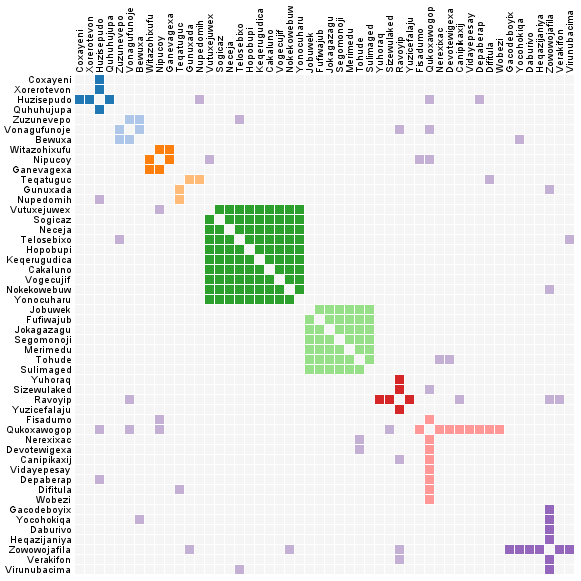 Coxayeni
Xorerotevon
Huzisepudo
Quhuhujupa
Zuzunevepo
Vonagufunoje
Bewuxa
Witazohixufu
Nipucoy
Ganevagexa
Teqatuguc
Gunuxada
Nupedomih
Vutuxejuwex
Sogicaz
Neceja
Telosebixo
Hopobupi
Keqerugudica
Cakaluno
Vogecujif
Nokekowebuw
Yonocuharu
Jobuwek
Fufiwajub
Jokagazagu
Segomonoji
Merimedu
Tohude
Sulimaged
Yuhoraq
Sizewulaked
Ravoyip
Yuzicefalaju
Fisadumo
Qukoxawogop
Nerexixac
Devotewigexa
Canipikaxij
Vidayepesay
Depaberap
Difitula
Wobezi
Gacodeboyix
Yocohokiqa
Daburivo
Heqazijaniya
Zowowojafila
Verakifon
Virunubacima
Coxayeni
Xorerotevon
Huzisepudo
Quhuhujupa
Zuzunevepo
Vonagufunoje
Bewuxa
Witazohixufu
Nipucoy
Ganevagexa
Teqatuguc
Gunuxada
Nupedomih
Vutuxejuwex
Sogicaz
Neceja
Telosebixo
Hopobupi
Keqerugudica
Cakaluno
Vogecujif
Nokekowebuw
Yonocuharu
Jobuwek
Fufiwajub
Jokagazagu
Segomonoji
Merimedu
Tohude
Sulimaged
Yuhoraq
Sizewulaked
Ravoyip
Yuzicefalaju
Fisadumo
Qukoxawogop
Nerexixac
Devotewigexa
Canipikaxij
Vidayepesay
Depaberap
Difitula
Wobezi
Gacodeboyix
Yocohokiqa
Daburivo
Heqazijaniya
Zowowojafila
Verakifon
Virunubacima